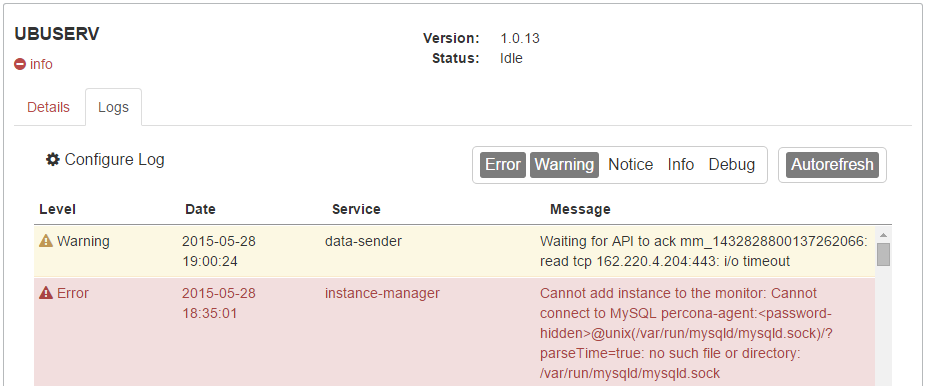 UBUSERV
Version: 1.0.13
info
Status: Idle
Details Logs
Configure Log Error Warning Notice Info Debug Autorefresh
Level Date Service Message
Warning 2015-05-28 data-sender Waiting for API to ack mm_1432828800137262066:
19:00:24 read tcp 162.220.4.204:443: i/o timeout
Error 2015-05-28 instance-manager Cannot add instance to the monitor: Cannot
18:35:01 connect to MySQL percona-agent:<password-
hidden>@unix(/var/run/mysqld/mysqld.sock)/?
parseTime=true: no such file or directory:
/var/run/mysqld/mysqld.sock